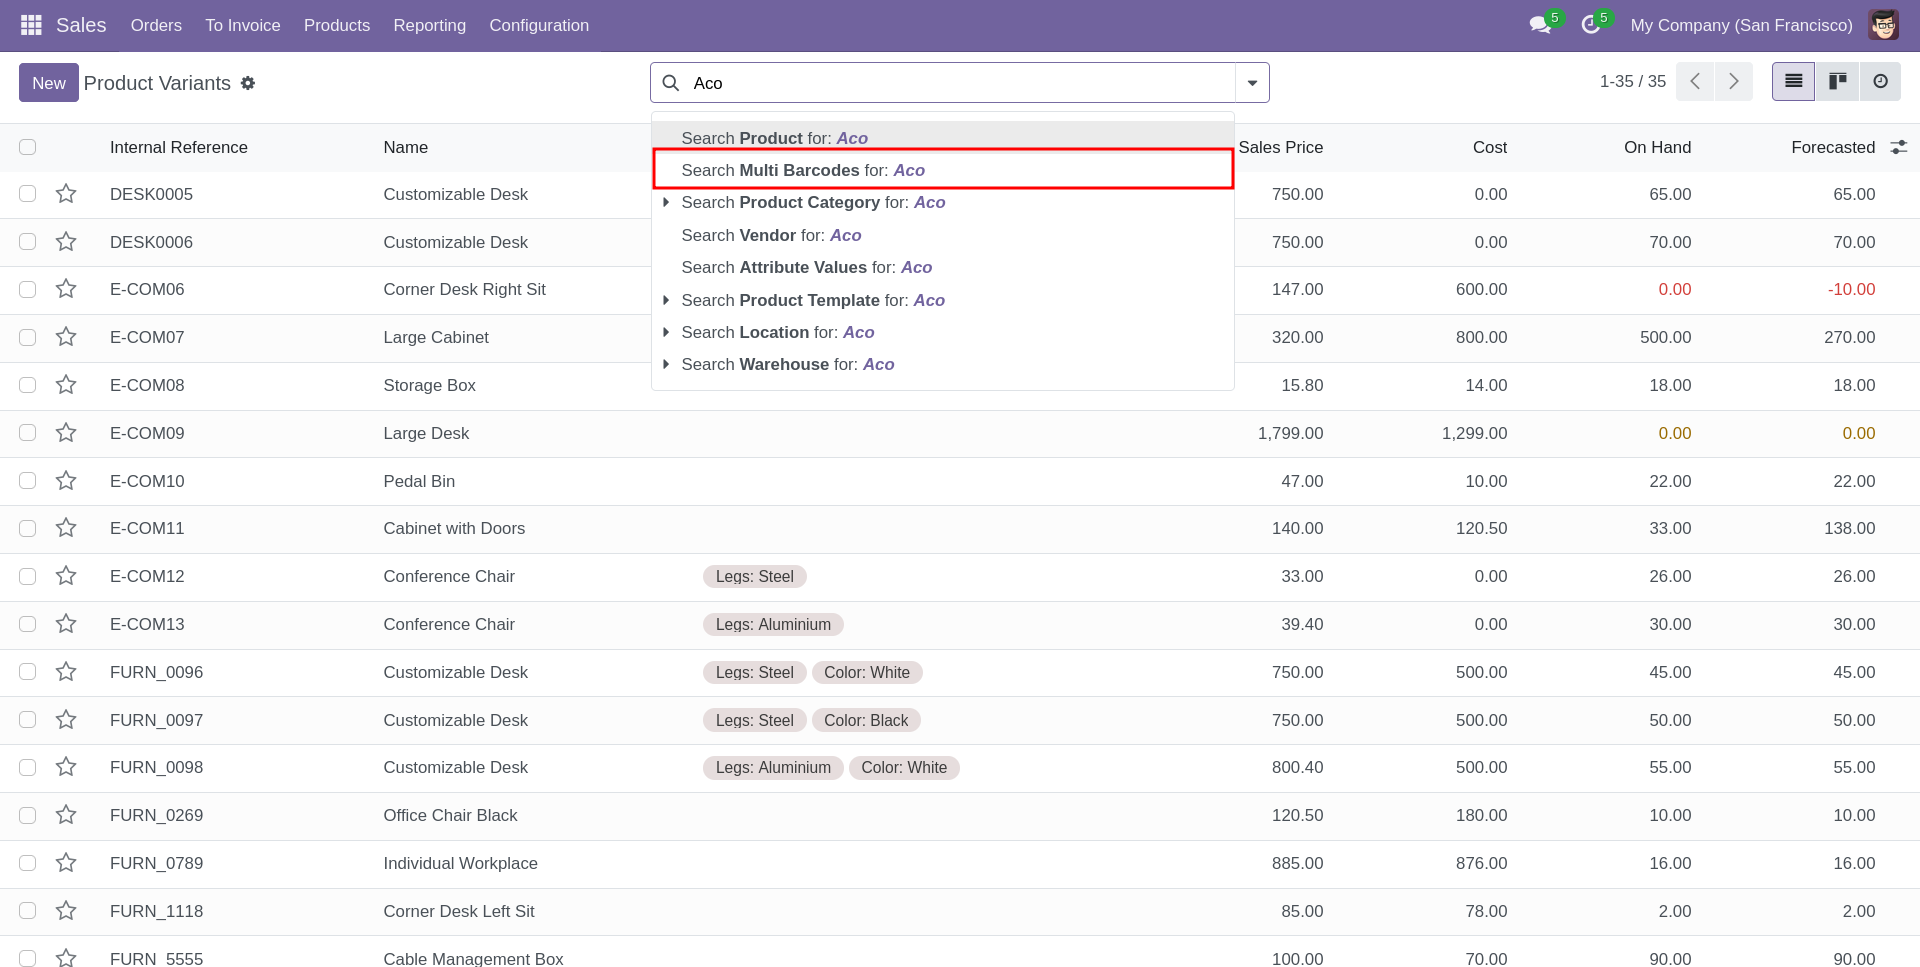 Sales Orders To Invoice Products Reporting Configuration 5 5 My Company (San Francisco)
New Product Variants Aco 1-35 / 35
Internal Reference Name Sales Price Cost On Hand Forecasted
Search Product for: Aco
Search Multi Barcodes for: Aco
Search Product Category for: Aco
Search Vendor for: Aco
Search Attribute Values for: Aco
Search Product Template for: Aco
Search Location for: Aco
Search Warehouse for: Aco
DESK0005 Customizable Desk 750.00 0.00 65.00 65.00
DESK0006 Customizable Desk 750.00 0.00 70.00 70.00
E-COM06 Corner Desk Right Sit 147.00 600.00 0.00 -10.00
E-COM07 Large Cabinet 320.00 800.00 500.00 270.00
E-COM08 Storage Box 15.80 14.00 18.00 18.00
E-COM09 Large Desk 1,799.00 1,299.00 0.00 0.00
E-COM10 Pedal Bin 47.00 10.00 22.00 22.00
E-COM11 Cabinet with Doors 140.00 120.50 33.00 138.00
E-COM12 Conference Chair Legs: Steel 33.00 0.00 26.00 26.00
E-COM13 Conference Chair Legs: Aluminium 39.40 0.00 30.00 30.00
FURN_0096 Customizable Desk Legs: Steel Color: White 750.00 500.00 45.00 45.00
FURN_0097 Customizable Desk Legs: Steel Color: Black 750.00 500.00 50.00 50.00
FURN_0098 Customizable Desk Legs: Aluminium Color: White 800.40 500.00 55.00 55.00
FURN_0269 Office Chair Black 120.50 180.00 10.00 10.00
FURN_0789 Individual Workplace 885.00 876.00 16.00 16.00
FURN_1118 Corner Desk Left Sit 85.00 78.00 2.00 2.00
FURN_5555 Cable Management Box 100.00 70.00 90.00 90.00